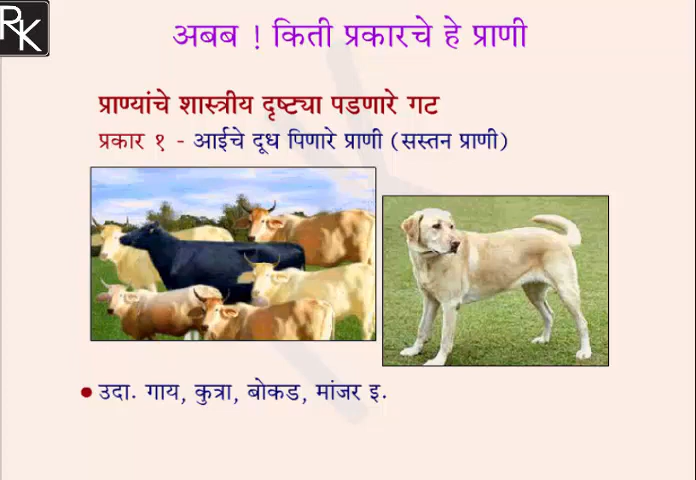 RK
अबब ! किती प्रकारचे हे प्राणी
प्राण्यांचे शास्त्रीय दृष्ट्या पडणारे गट
प्रकार १ - आईचे दूध पिणारे प्राणी (सस्तन प्राणी)
उदा. गाय, कुत्रा, बोकड, मांजर इ.